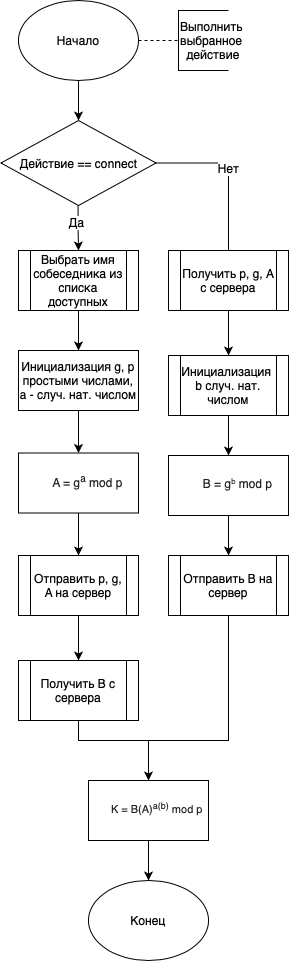 Начало
Выполнить
выбранное
действие
Действие == connect
Нет
Да
Выбрать имя
собеседника из
списка
доступных
Получить p, g, A
с сервера
Инициализация g, p
простыми числами,
a - случ. нат. числом
Инициализация
b случ. нат.
числом
A = g^a mod p
B = g^b mod p
Отправить p, g,
A на сервер
Отправить B на
сервер
Получить B с
сервера
K = B(A)^a(b) mod p
Конец